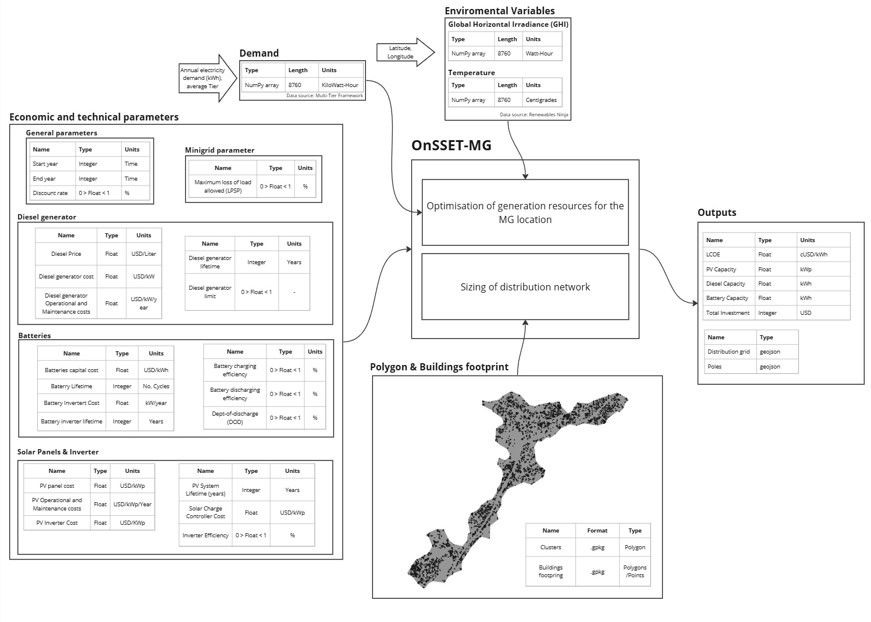 Enviromental Variables
Global Horizontal Irradiance (GHI)
Type Length Units
NumPy array 8760 Watt-Hour
Temperature
Type Length Units
NumPy array 8760 Centigrades
Data source: Renewables Ninja
Latitude,
Longitude
Demand
Type Length Units
NumPy array 8760 KiloWatt-Hour
Data source: Multi-Tier Framework
Annual electricity
demand (kWh),
average Tier
Economic and technical parameters
General parameters
Name Type Units
Start year Integer Time
End year Integer Time
Discount rate 0 > Float < 1 %
Minigrid parameter
Name Type Units
Maximum loss of load
allowed (LPSP) 0 > Float < 1 %
Diesel generator
Name Type Units
Diesel Price Float USD/Liter
Diesel generator cost Float USD/kW
Diesel generator
Operational and
Maintenance costs Float USD/kW/y
ear
Name Type Units
Diesel generator
lifetime Integer Years
Diesel generator
limit 0 > Float < 1 -
Batteries
Name Type Units
Batteries capital cost Float USD/kWh
Baterry Lifetime Integer No. Cycles
Battery Invertert Cost Float kW/year
Battery inverter lifetime Integer Years
Name Type Units
Battery charging
efficiency 0 > Float < 1 %
Battery discharging
efficiency 0 > Float < 1 %
Dept-of-discharge
(DOD) 0 > Float < 1 %
Solar Panels & Inverter
Name Type Units
PV panel cost Float USD/kWp
PV Operational and
Maintenance costs Float USD/kWp/Year
PV Inverter Cost Float USD/KWp
Name Type Units
PV System
Lifetime (years) Integer Years
Solar Charge
Controller Cost Float USD/kWp
Inverter Efficiency 0 > Float < 1 %
OnSSET-MG
Optimisation of generation resources for the
MG location
Sizing of distribution network
Polygon & Buildings footprint
Name Format Type
Clusters .gpkg Polygon
Buildings
footpring .gpkg Polygons
/Points
Outputs
Name Type Units
LCOE Float cUSD/kWh
PV Capacity Float kWp
Diesel Capacity Float kWh
Battery Capacity Float kWh
Total Investment Integer USD
Name Type
Distribution grid geojson
Poles geojson